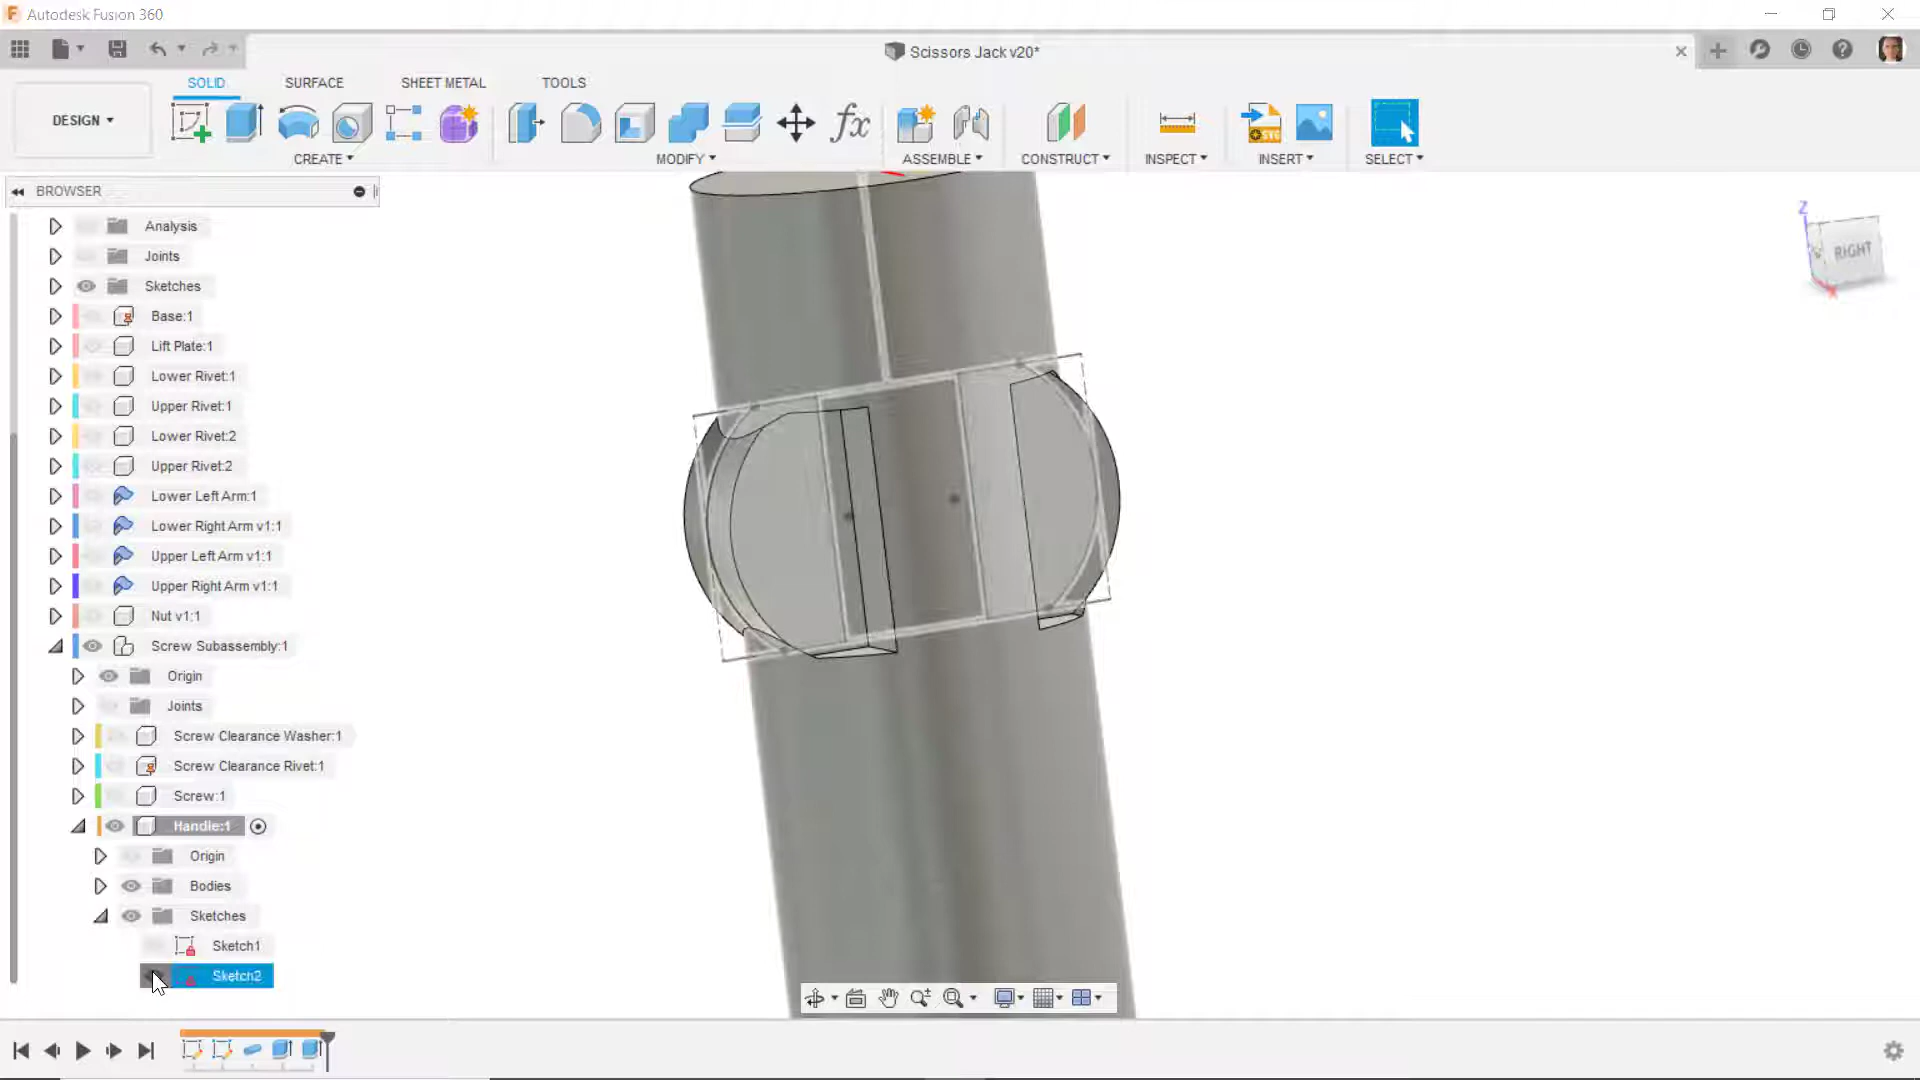 Autodesk Fusion 360
Scissors Jack v20*
DESIGN
SOLID
SURFACE
SHEET METAL
TOOLS
CREATE
MODIFY
ASSEMBLE
CONSTRUCT
INSPECT
INSERT
SELECT
BROWSER
Analysis
Joints
Sketches
Base:1
Lift Plate:1
Lower Rivet:1
Upper Rivet:1
Lower Rivet:2
Upper Rivet:2
Lower Left Arm:1
Lower Right Arm v1:1
Upper Left Arm v1:1
Upper Right Arm v1:1
Nut v1:1
Screw Subassembly:1
Origin
Joints
Screw Clearance Washer:1
Screw Clearance Rivet:1
Screw:1
Handle:1
Origin
Bodies
Sketches
Sketch1
Sketch2
Z
RIGHT
X